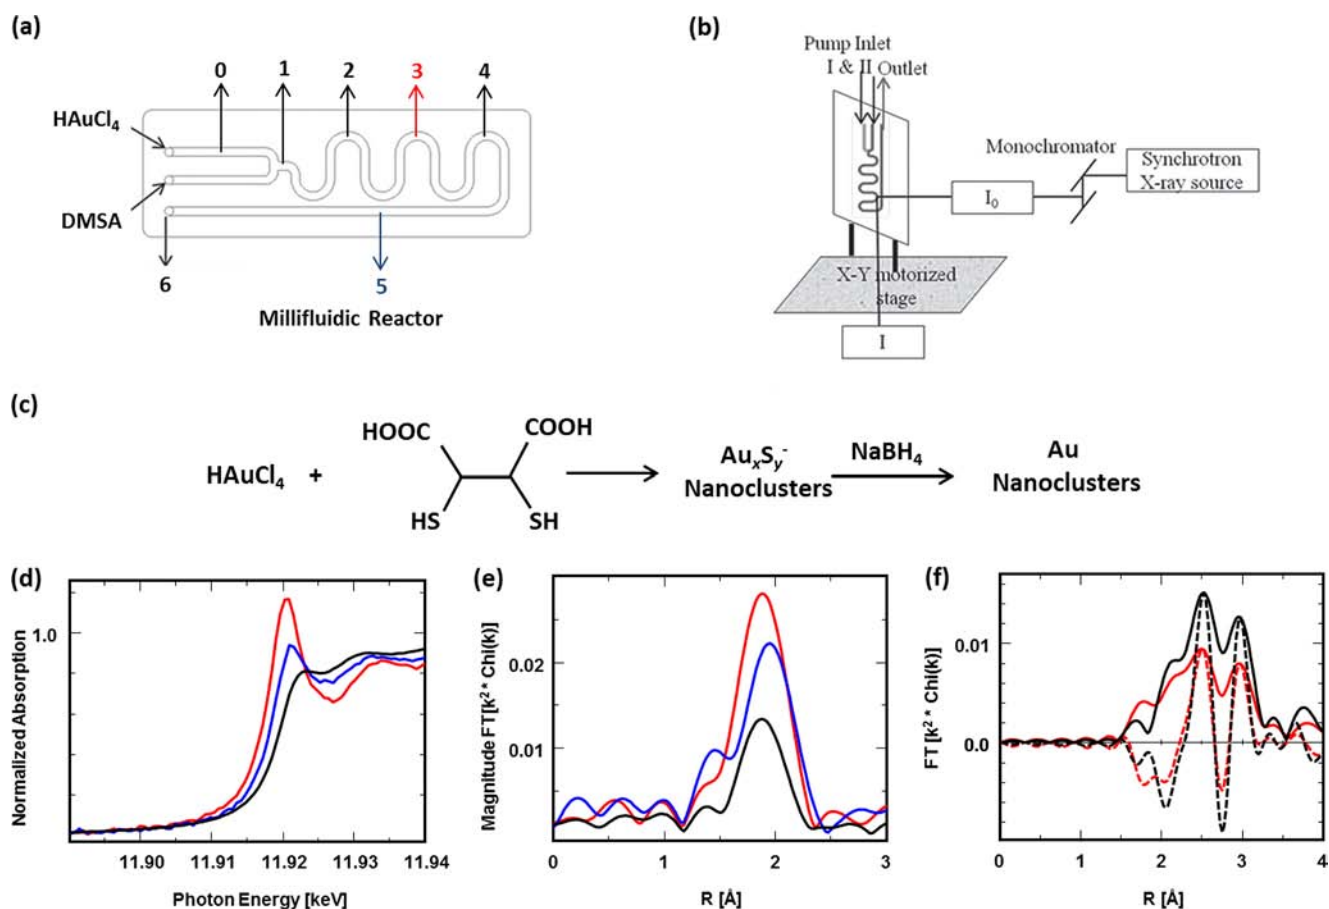 (a)
0
1
2
3
4
HAuCl4
DMSA
6
5
Millifluidic Reactor
(b)
Pump Inlet
I & II Outlet
Monochromator
Synchrotron
X-ray source
I0
X-Y motorized
stage
I
(c)
HOOC
COOH
HAuCl4 +
HS
SH
AuxSy-
Nanoclusters
NaBH4
Au
Nanoclusters
(d)
Normalized Absorption
1.0
11.90 11.91 11.92 11.93 11.94
Photon Energy [keV]
(e)
Magnitude FT[k2* Chi(k)]
0.02
0.01
0 1 2 3
R [Å]
(f)
FT [k2 * Chi(k)]
0.01
0.0
0 1 2 3 4
R [Å]